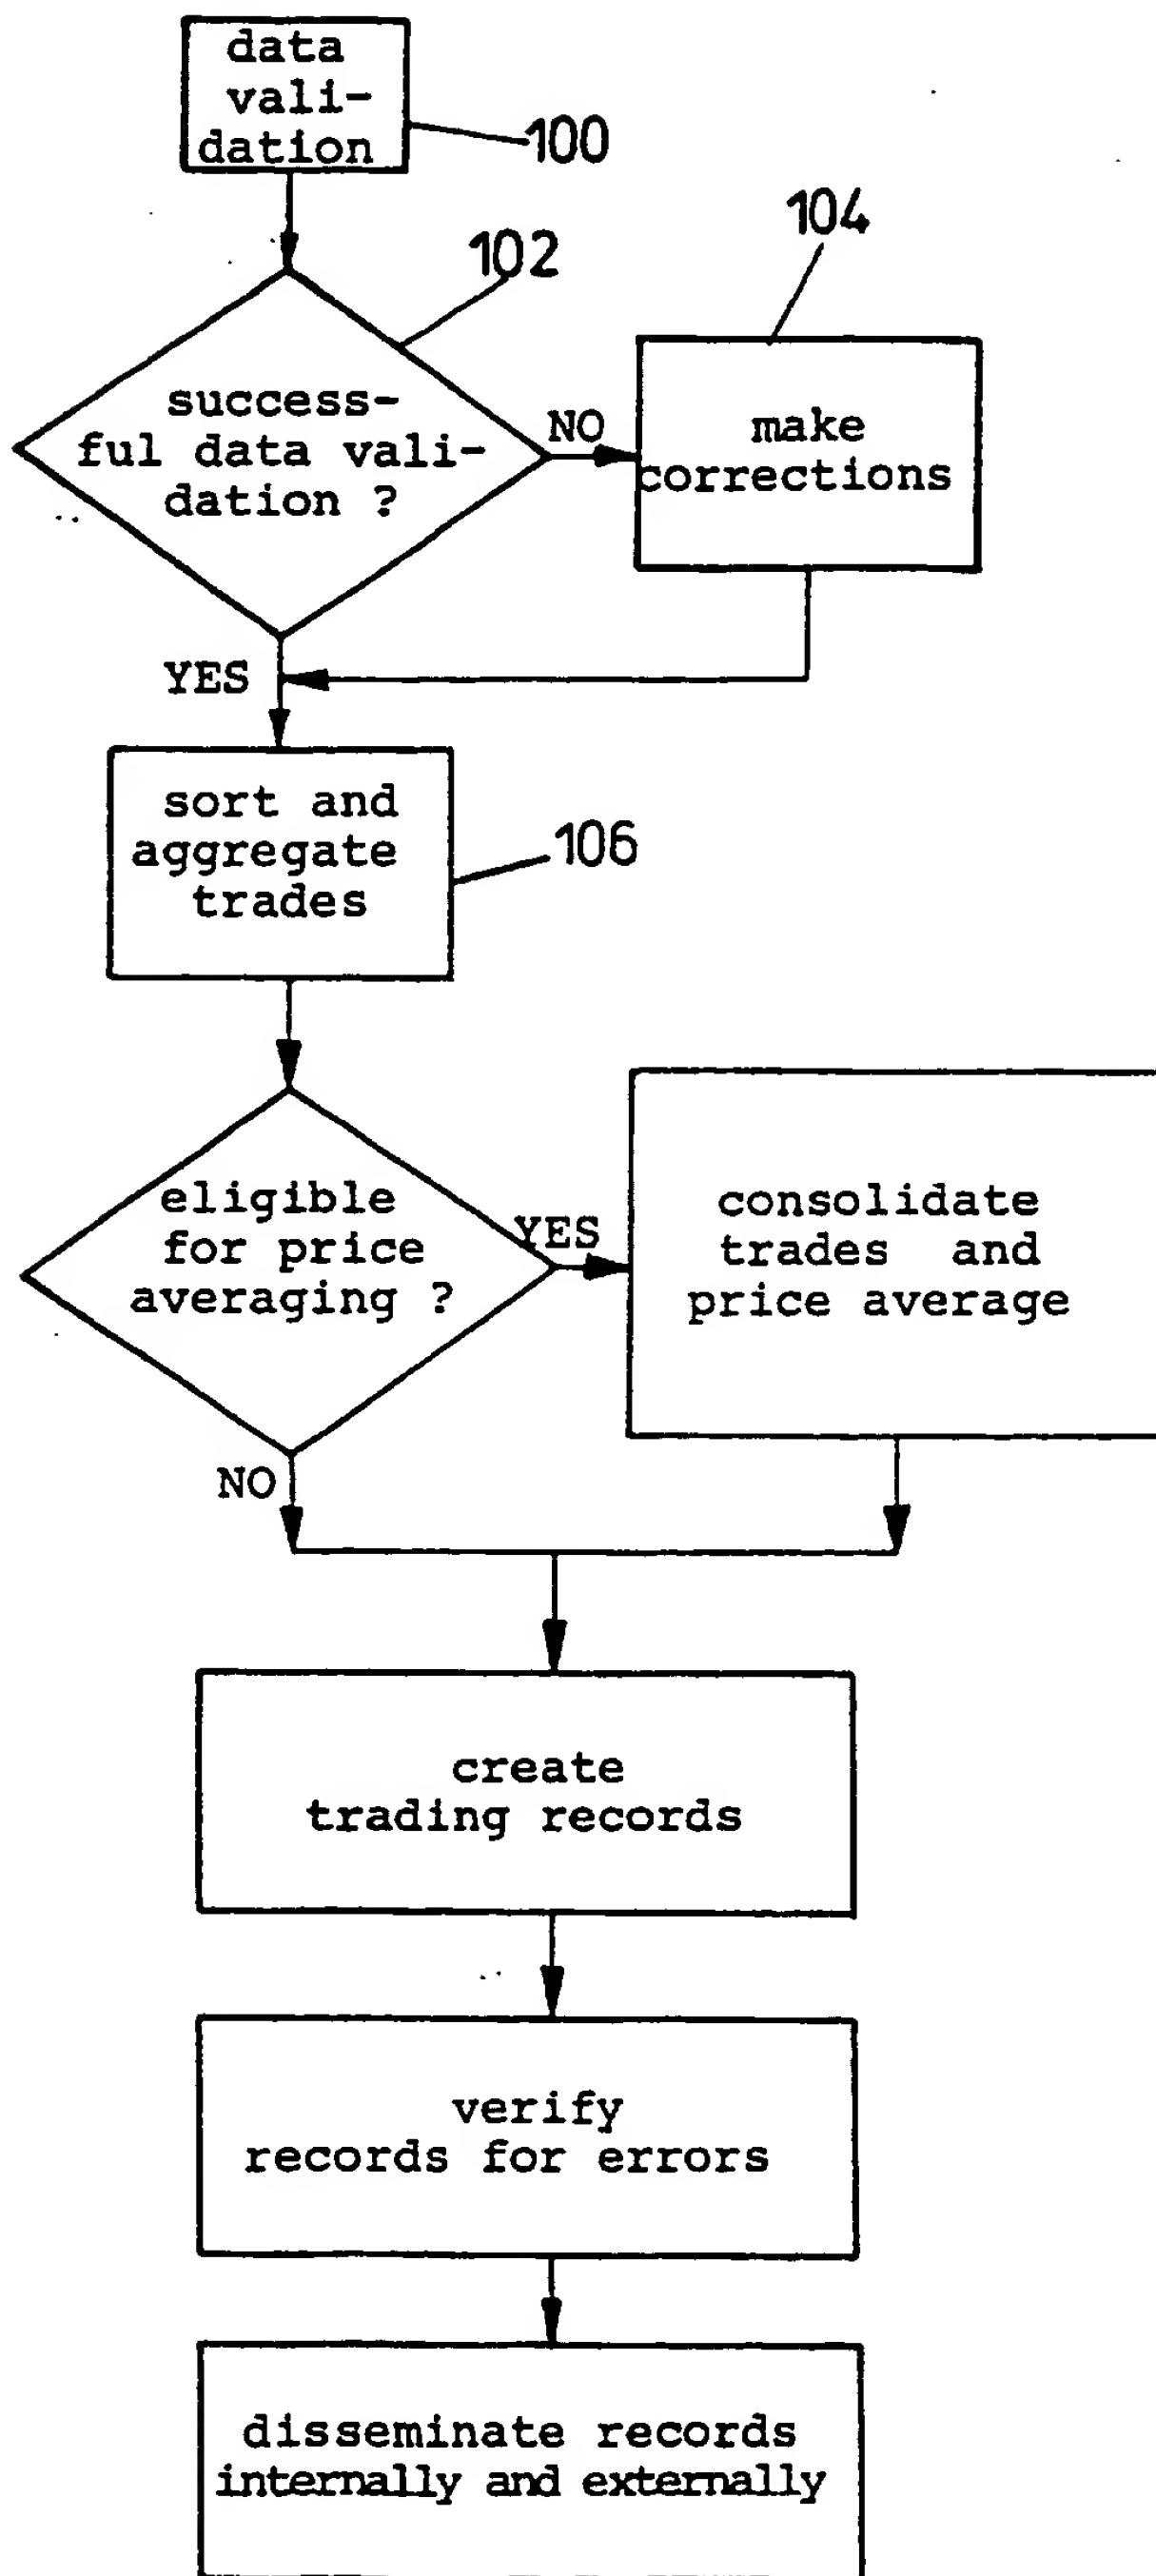 data
vali-
dation
100
102
104
success-
ful data vali-
dation ?
NO
make
corrections
YES
sort and
aggregate
trades
106
eligible
for price
averaging ?
YES
consolidate
trades and
price average
NO
create
trading records
verify
records for errors
disseminate records
internally and externally